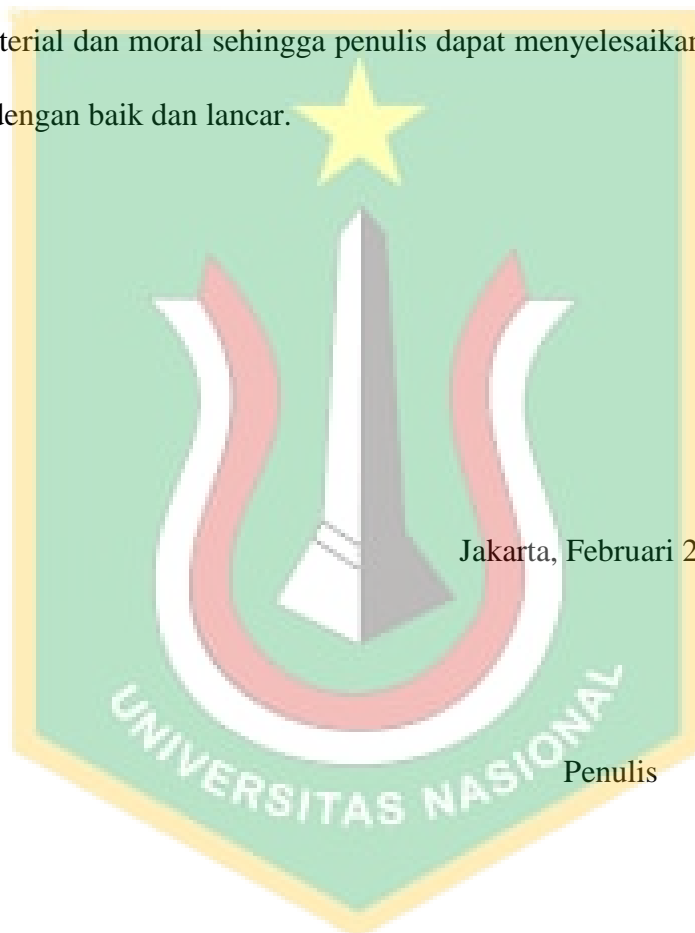 terial dan moral sehingga penulis dapat menyelesaikan
dengan baik dan lancar.
Jakarta, Februari 2
Penulis
UNIVERSITAS NASIONAL